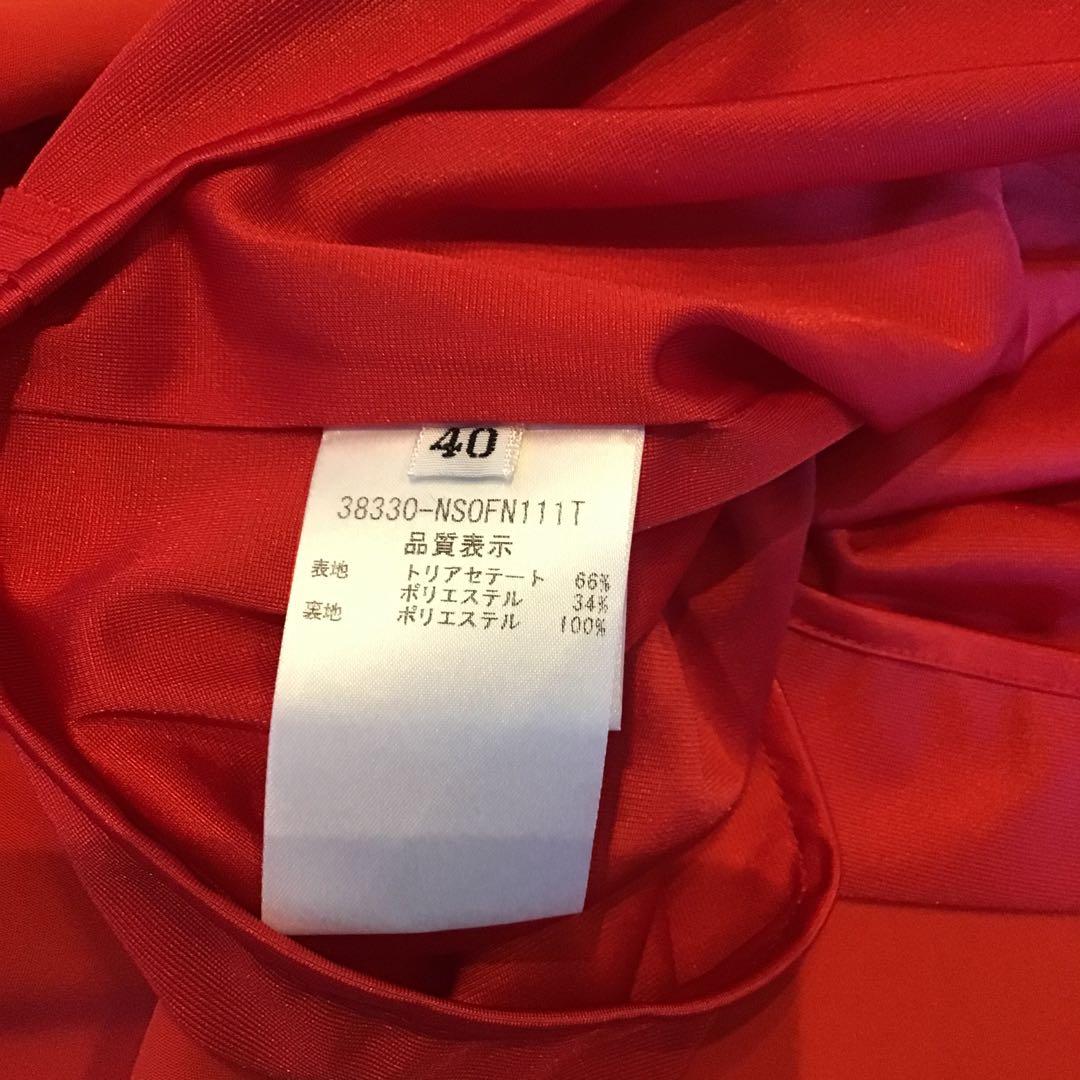 40
38330-NSOFN111T
品質表示
表地 トリアセテート 66%
ポリエステル 34%
裏地 ポリエステル 100%